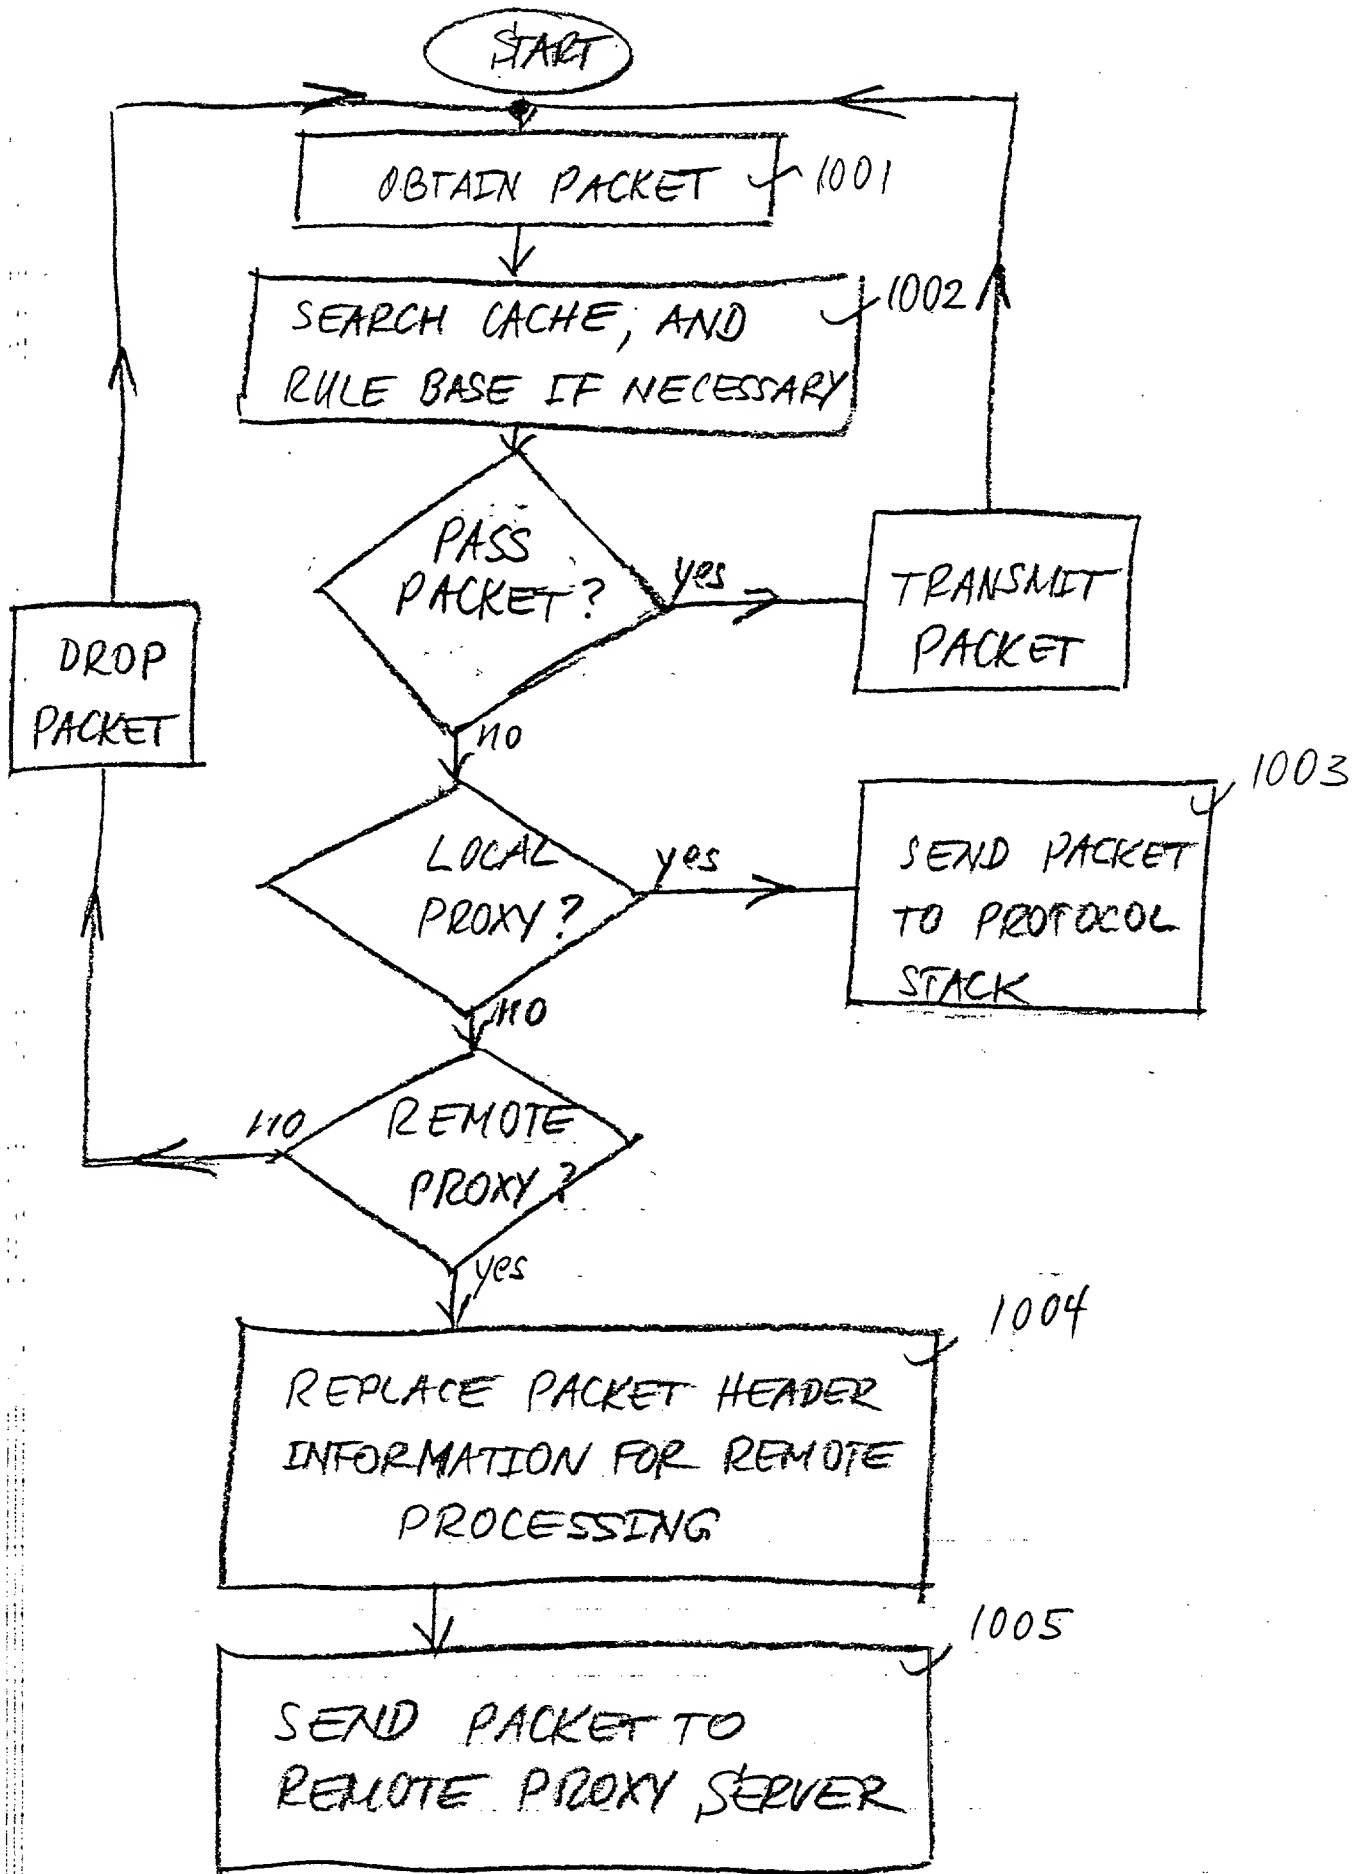 START
OBTAIN PACKET
1001
SEARCH CACHE, AND
RULE BASE IF NECESSARY
1002
PASS
PACKET?
yes
TRANSMIT
PACKET
DROP
PACKET
no
LOCAL
PROXY?
yes
1003
SEND PACKET
TO PROTOCOL
STACK
no
REMOTE
PROXY?
no
yes
1004
REPLACE PACKET HEADER
INFORMATION FOR REMOTE
PROCESSING
1005
SEND PACKET TO
REMOTE PROXY SERVER